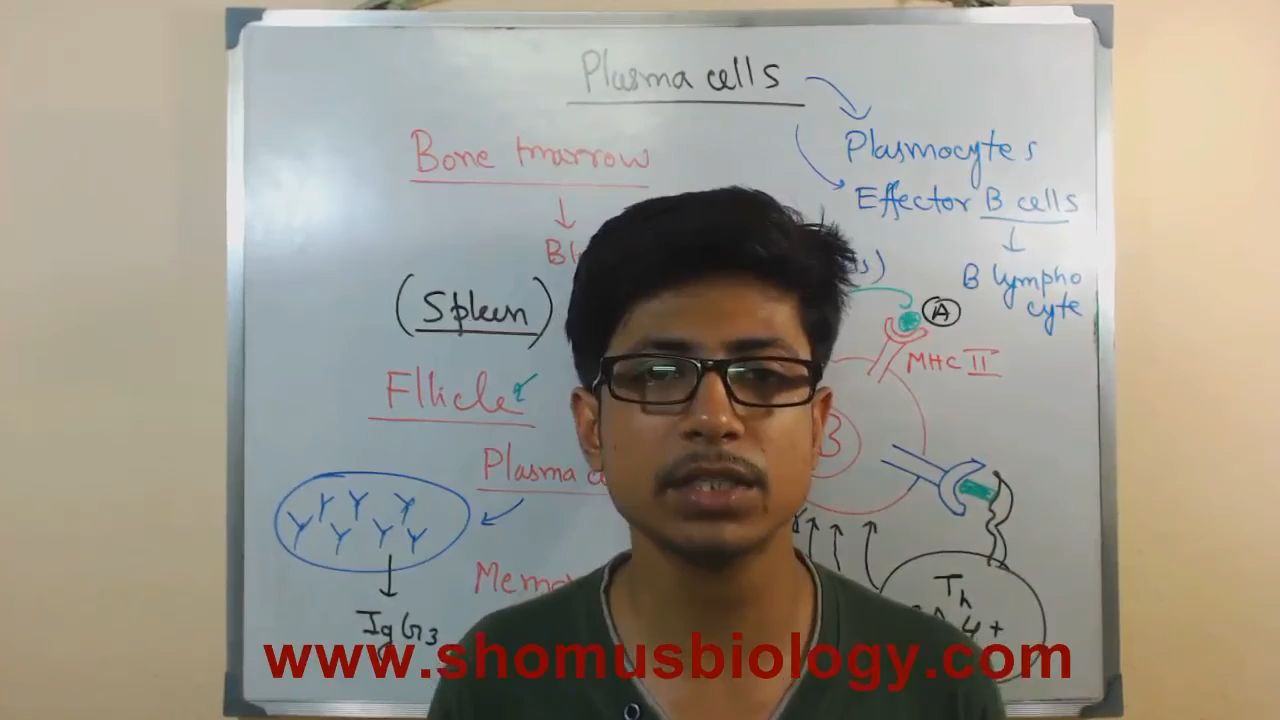 Plasma cells
Plasmocytes
Bone marrow
Effector B cells
B lympho
cyte
(Spleen)
A
MHC II
Fllicle
B
Plasma
Memo
Th
4+
IgG3
www.shomusbiology.com